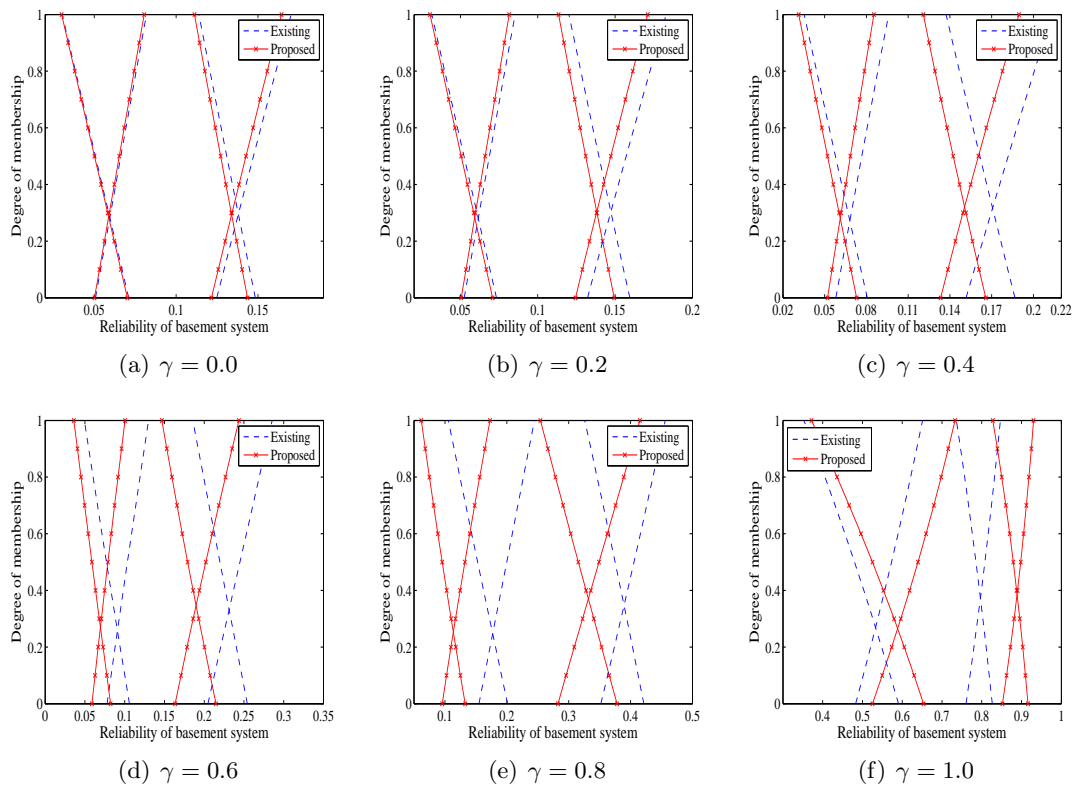 Degree of membership
1
0.8
0.6
0.4
0.2
0
0.05
0.1
0.15
Reliability of basement system
Existing
Proposed
(a) γ = 0.0
Degree of membership
1
0.8
0.6
0.4
0.2
0
0.05
0.1
0.15
0.2
Reliability of basement system
Existing
Proposed
(b) γ = 0.2
Degree of membership
1
0.8
0.6
0.4
0.2
0
0.02
0.05
0.08
0.11
0.14
0.17
0.2
0.22
Reliability of basement system
Existing
Proposed
(c) γ = 0.4
Degree of membership
1
0.8
0.6
0.4
0.2
0
0
0.05
0.1
0.15
0.2
0.25
0.3
0.35
Reliability of basement system
Existing
Proposed
(d) γ = 0.6
Degree of membership
1
0.8
0.6
0.4
0.2
0
0.1
0.2
0.3
0.4
0.5
Reliability of basement system
Existing
Proposed
(e) γ = 0.8
Degree of membership
1
0.8
0.6
0.4
0.2
0
0.4
0.5
0.6
0.7
0.8
0.9
1
Reliability of basement system
Existing
Proposed
(f) γ = 1.0